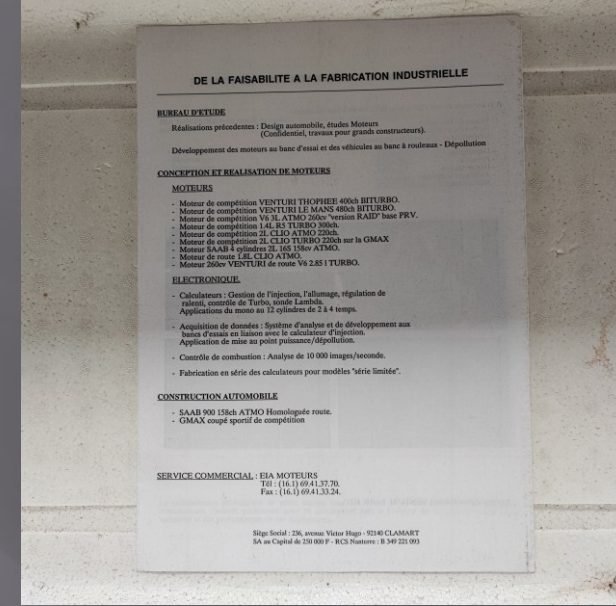 DE LA FAISABILITE A LA FABRICATION INDUSTRIELLE
BUREAU D'ETUDE
Réalisations précedentes : Design automobile, études Moteurs
(Confidentiel, travaux pour grands constructeurs).
Développement des moteurs au banc d'essai et des véhicules au banc à rouleaux - Dépollution
CONCEPTION ET REALISATION DE MOTEURS
MOTEURS
- Moteur de compétition VENTURI THOPHEE 400ch BITURBO.
- Moteur de compétition VENTURI LE MANS 480ch BITURBO.
- Moteur de compétition V6 3L ATMO 260cv "version RAID" base PRV.
- Moteur de compétition 1.4L R5 TURBO 300ch.
- Moteur de compétition 2L CLIO ATMO 220ch.
- Moteur de compétition 2L CLIO TURBO 220ch sur la GMAX
- Moteur SAAB 4 cylindres 2L 16S 158cv ATMO.
- Moteur de route 1.8L CLIO ATMO.
- Moteur 260cv VENTURI de route V6 2.85 l TURBO.
ELECTRONIQUE.
- Calculateurs : Gestion de l'injection, l'allumage, régulation de
ralenti, contrôle de Turbo, sonde Lambda.
Applications du mono au 12 cylindres de 2 à 4 temps.
- Acquisition de données : Système d'analyse et de développement aux
bancs d'essais en liaison avec le calculateur d'injection.
Application de mise au point puissance/dépollution.
- Contrôle de combustion : Analyse de 10 000 images/seconde.
- Fabrication en série des calculateurs pour modèles "série limitée".
CONSTRUCTION AUTOMOBILE
- SAAB 900 158ch ATMO Homologuée route.
- GMAX coupé sportif de compétition
SERVICE COMMERCIAL : EIA MOTEURS
Tél : (16.1) 69.41.37.70.
Fax : (16.1) 69.41.33.24.
Siège Social : 236, avenue Victor Hugo - 92140 CLAMART
SA au Capital de 250 000 F - RCS Nanterre : B 349 221 093